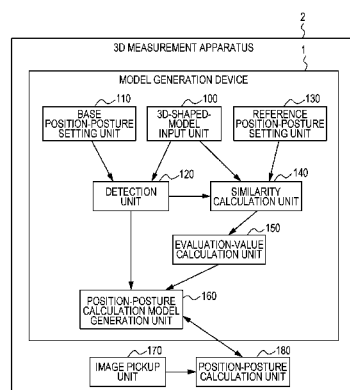 2
3D MEASUREMENT APPARATUS
1
MODEL GENERATION DEVICE
110
100
130
BASE
POSITION-POSTURE
SETTING UNIT
3D-SHAPED-
MODEL
INPUT UNIT
REFERENCE
POSITION-POSTURE
SETTING UNIT
120
140
DETECTION
UNIT
SIMILARITY
CALCULATION UNIT
150
EVALUATION-VALUE
CALCULATION UNIT
160
POSITION-POSTURE
CALCULATION MODEL
GENERATION UNIT
170
180
IMAGE PICKUP
UNIT
POSITION-POSTURE
CALCULATION UNIT